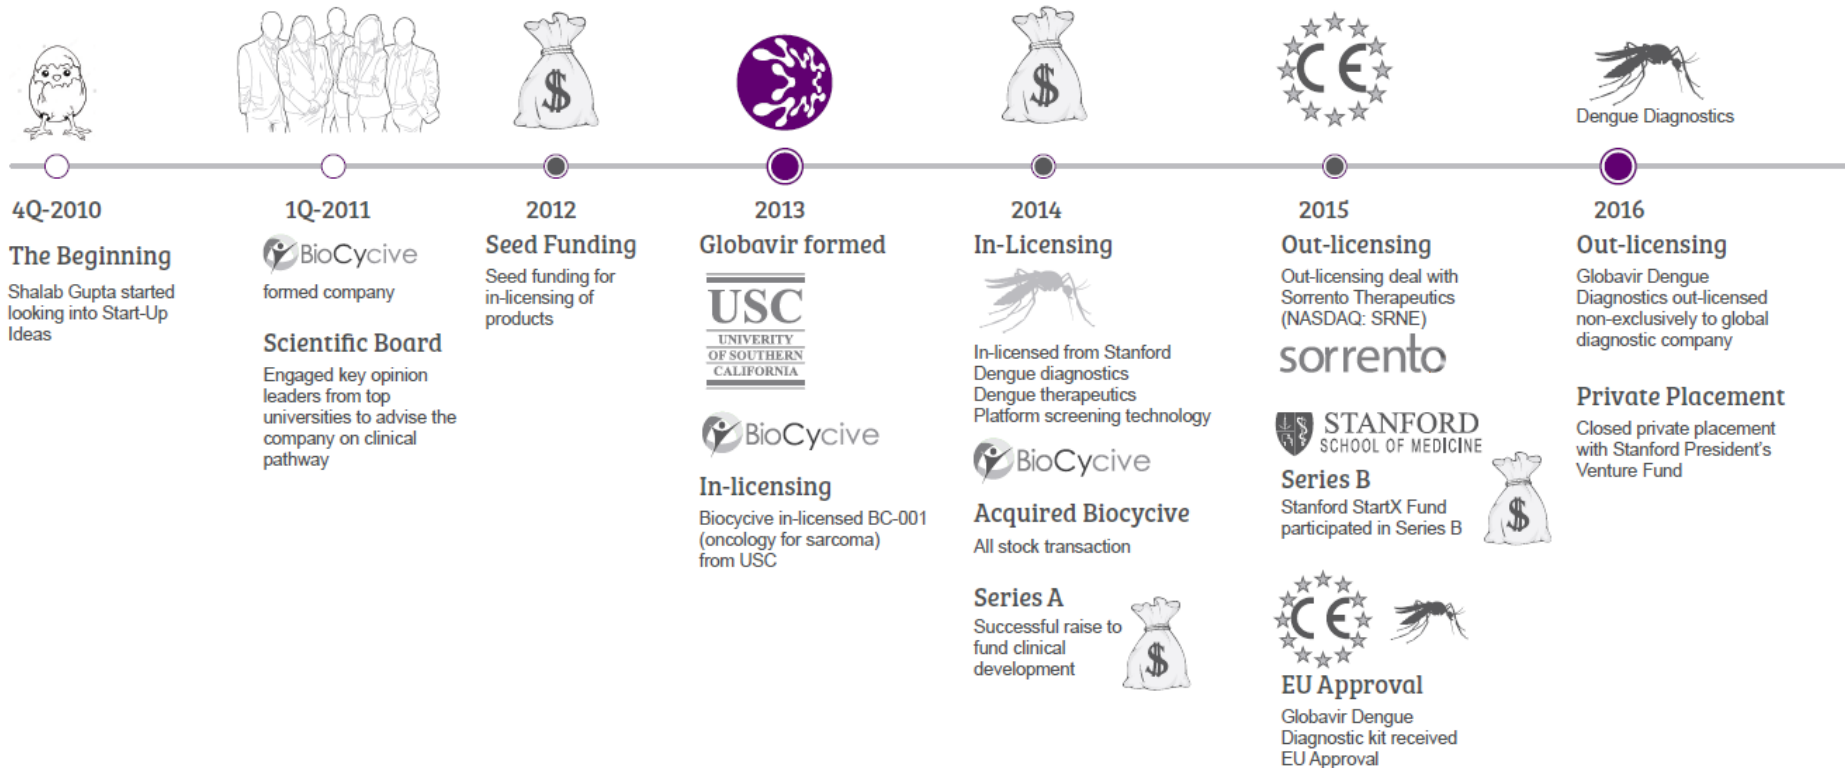 4Q-2010
The Beginning
Shalab Gupta started
looking into Start-Up
Ideas
1Q-2011
BioCycive
formed company
Scientific Board
Engaged key opinion
leaders from top
universities to advise the
company on clinical
pathway
$
2012
Seed Funding
Seed funding for
in-licensing of
products
2013
Globavir formed
USC
UNIVERITY
OF SOUTHERN
CALIFORNIA
BioCycive
In-licensing
Biocycive in-licensed BC-001
(oncology for sarcoma)
from USC
$
2014
In-Licensing
In-licensed from Stanford
Dengue diagnostics
Dengue therapeutics
Platform screening technology
BioCycive
Acquired Biocycive
All stock transaction
Series A
Successful raise to
fund clinical
development
$
CE
2015
Out-licensing
Out-licensing deal with
Sorrento Therapeutics
(NASDAQ: SRNE)
sorrento
STANFORD
SCHOOL OF MEDICINE
Series B
Stanford StartX Fund
participated in Series B
$
CE
EU Approval
Globavir Dengue
Diagnostic kit received
EU Approval
Dengue Diagnostics
2016
Out-licensing
Globavir Dengue
Diagnostics out-licensed
non-exclusively to global
diagnostic company
Private Placement
Closed private placement
with Stanford President's
Venture Fund